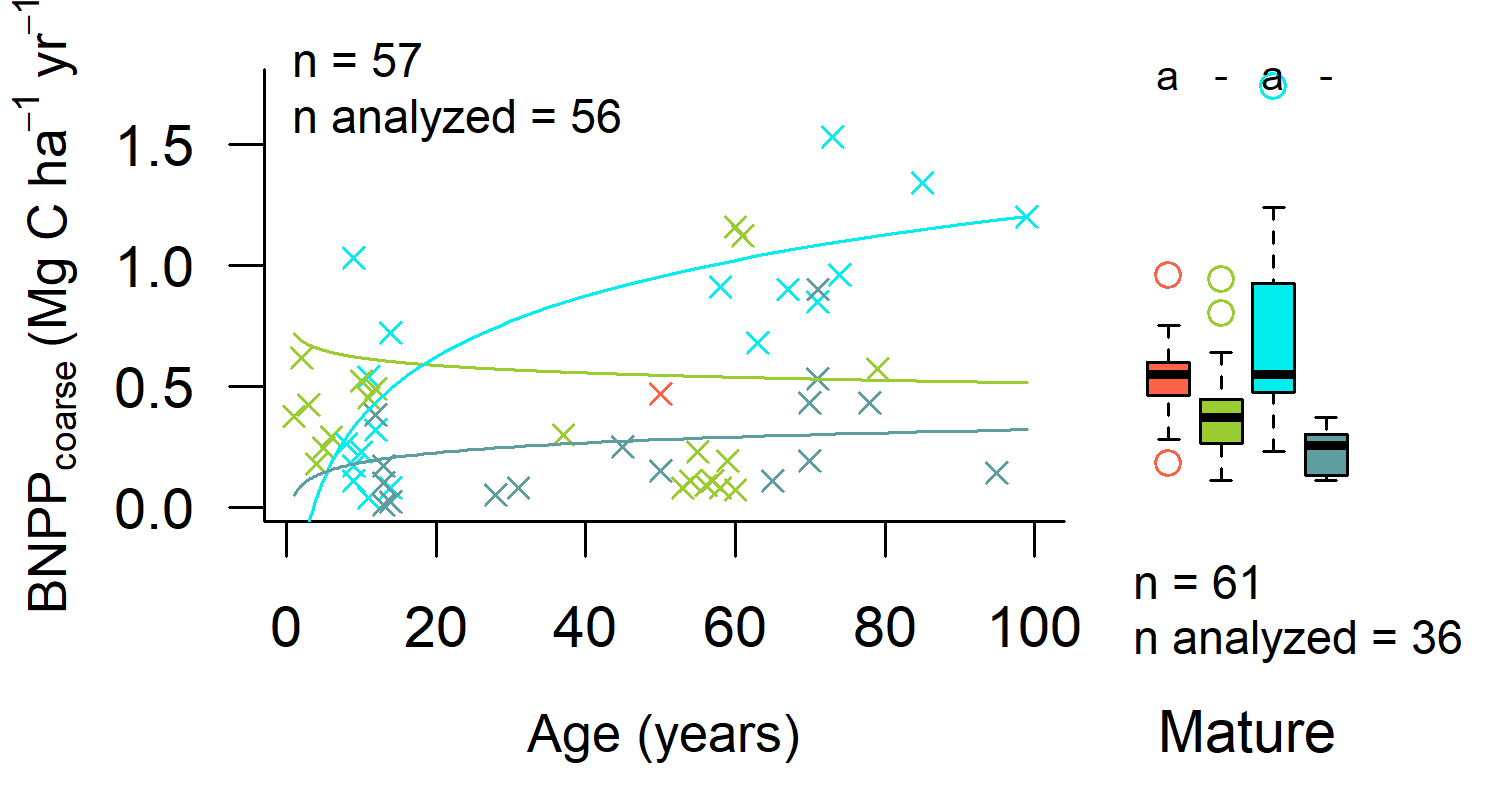 n = 57
n analyzed = 56
BNPPcoarse (Mg C ha−1 yr−1
1.5
1.0
0.5
0.0
0 20 40 60 80 100
Age (years)
a - a -
n = 61
n analyzed = 36
Mature